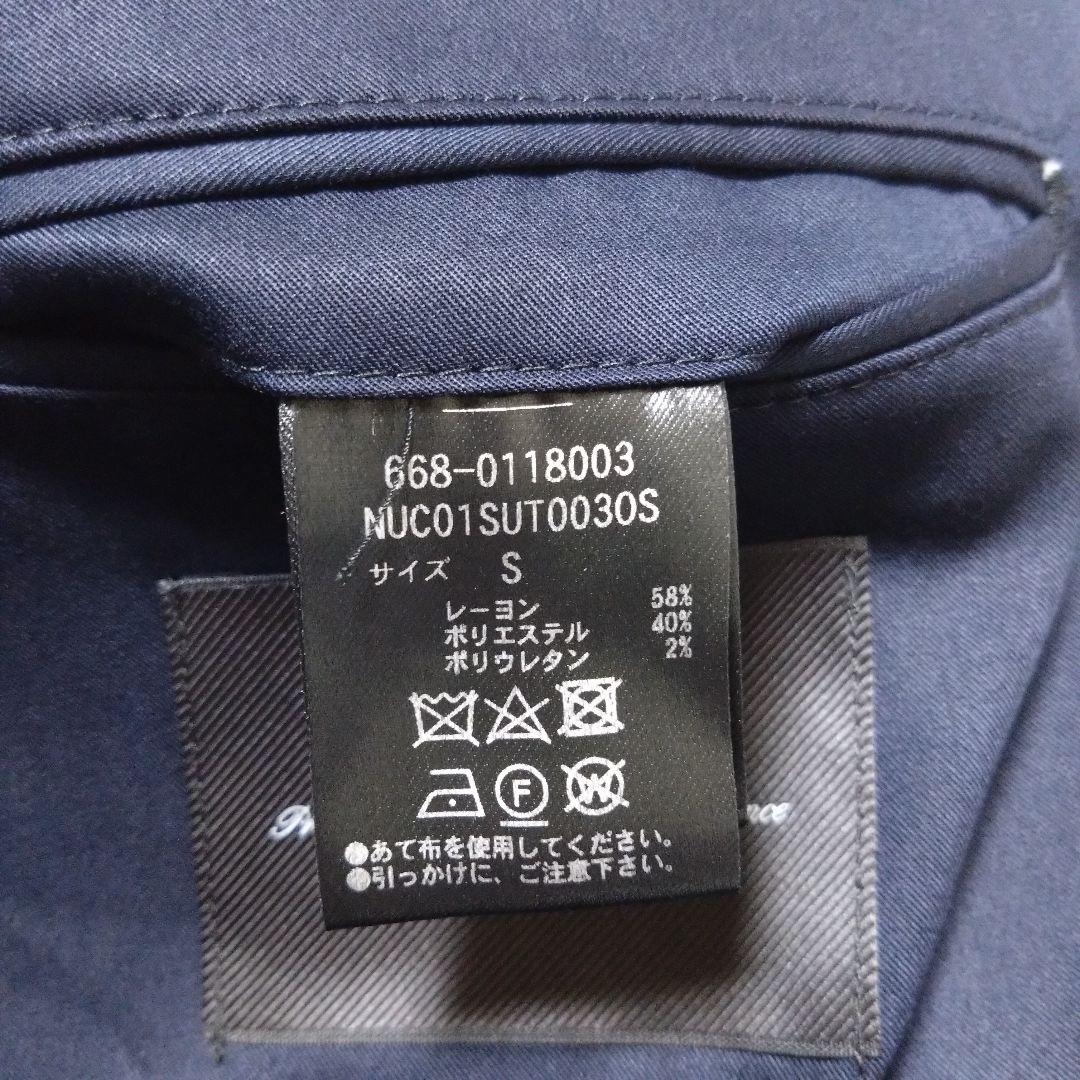 668-0118003
NUC01SUT0030S
サイズ S
レーヨン 58%
ポリエステル 40%
ポリウレタン 2%
F
W
●あて布を使用してください。
●引っかけに、ご注意下さい。